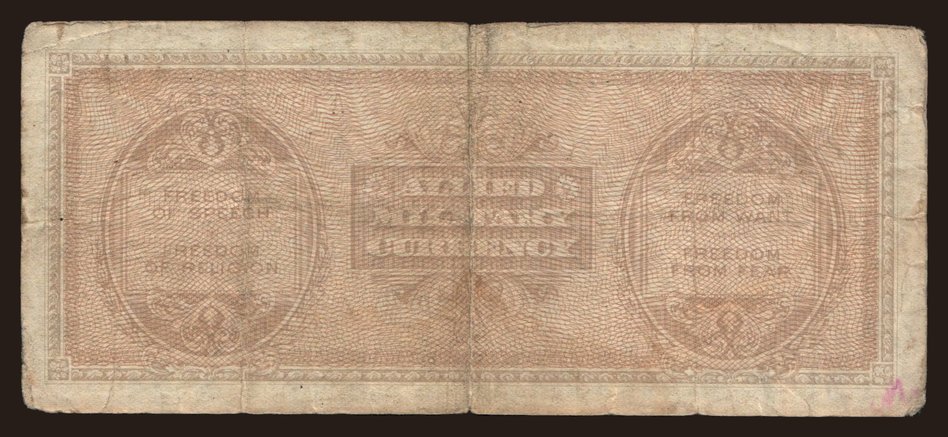 FREEDOM
OF SPEECH
FREEDOM
OF RELIGION
ALLIED
MILITARY
CURRENCY
FREEDOM
FROM WANT
FREEDOM
FROM FEAR